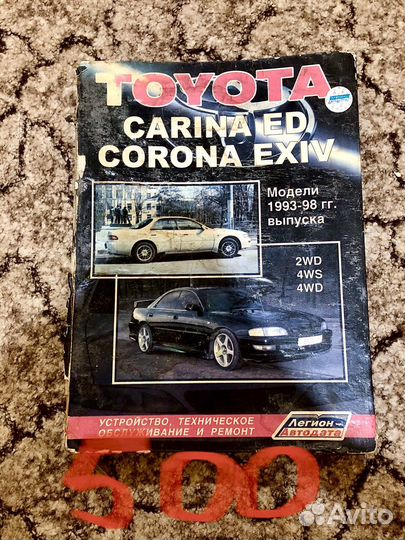 TOYOTA
CARINA ED
CORONA EXIV
Модели
1993-98 гг.
выпуска
2WD
4WS
4WD
УСТРОЙСТВО, ТЕХНИЧЕСКОЕ
ОБСЛУЖИВАНИЕ И РЕМОНТ
Легион
Автодата
500
Avito